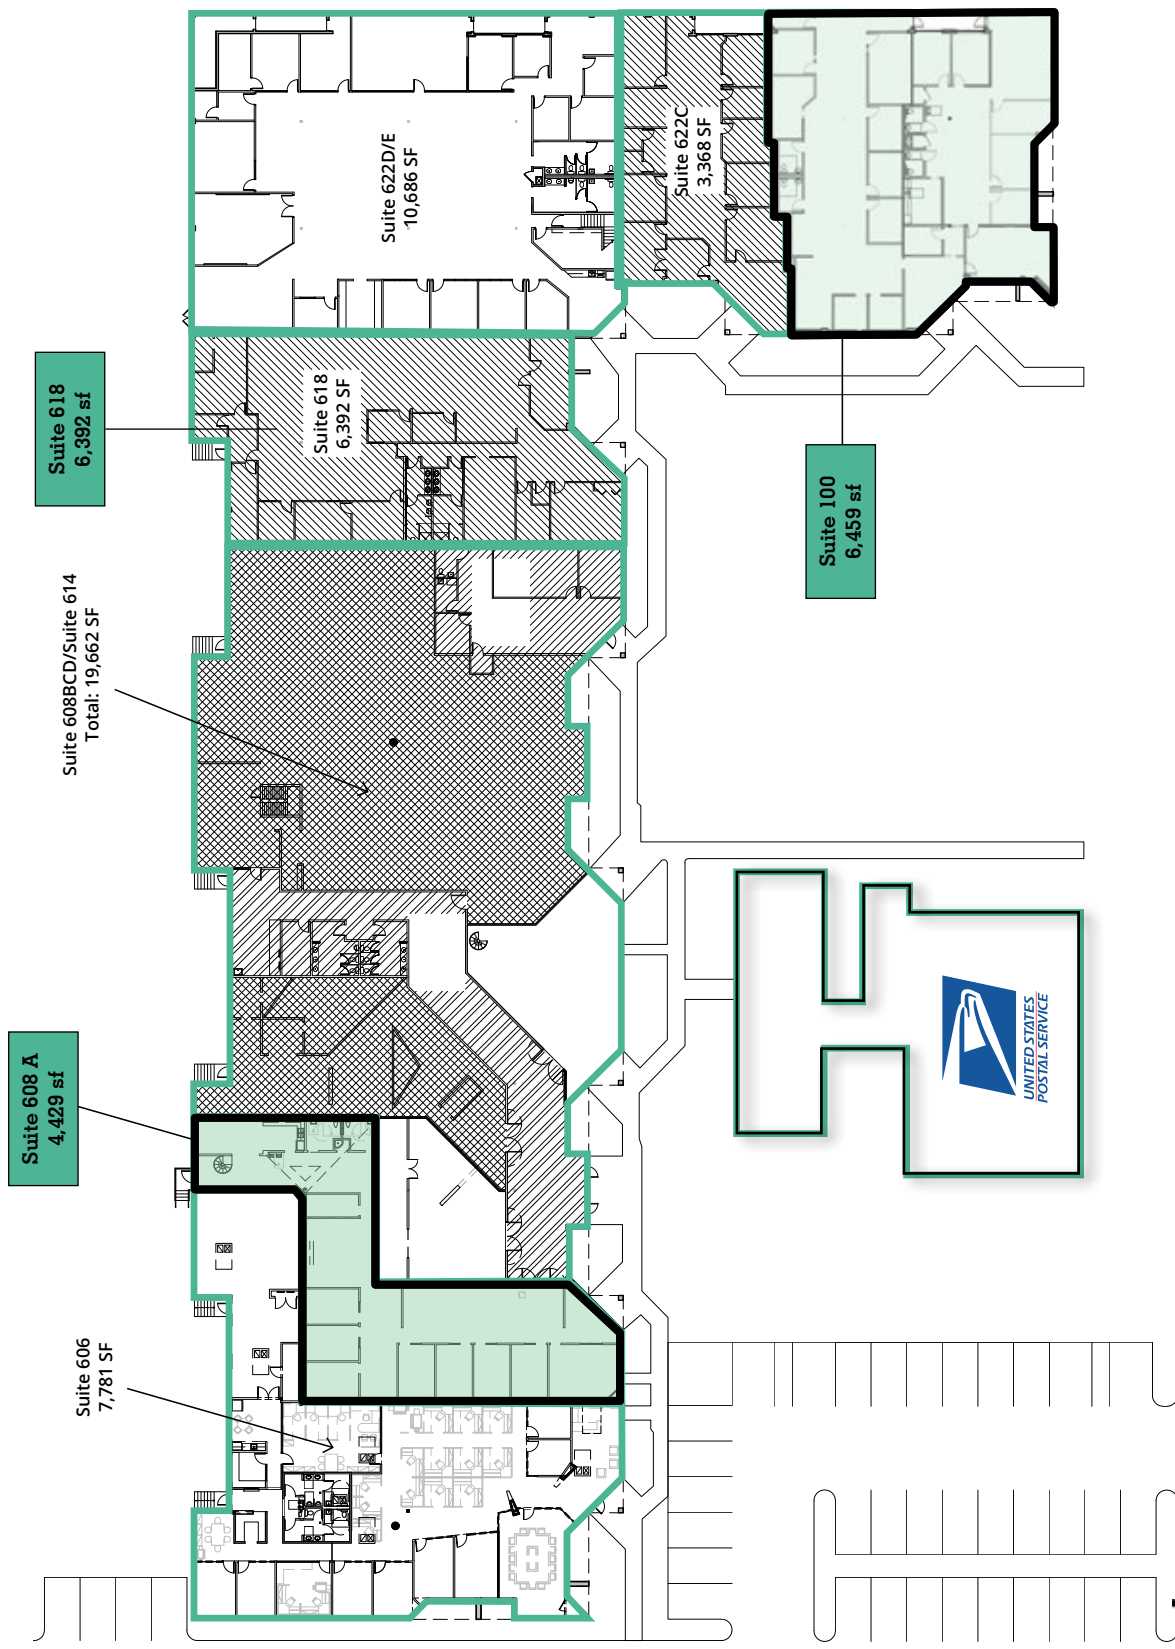 Suite 618
6,392 sf
Suite 622D/E
10,686 SF
Suite 622C
3,368 SF
Suite 618
6,392 SF
Suite 100
6,459 sf
Suite 608BCD/Suite 614
Total: 19,662 SF
Suite 608 A
4,429 sf
UNITED STATES
POSTAL SERVICE
Suite 606
7,781 SF